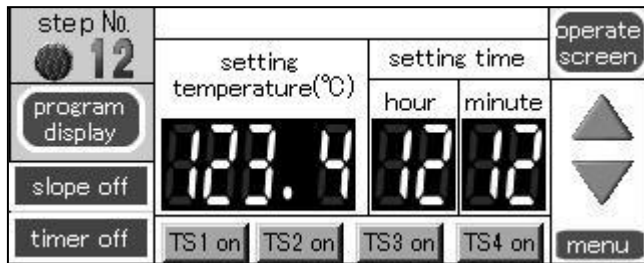 step No.
12
program
display
slope off
timer off
setting
temperature(℃)
123.4
setting time
hour minute
12 12
TS1 on TS2 on TS3 on TS4 on
operate
screen
menu